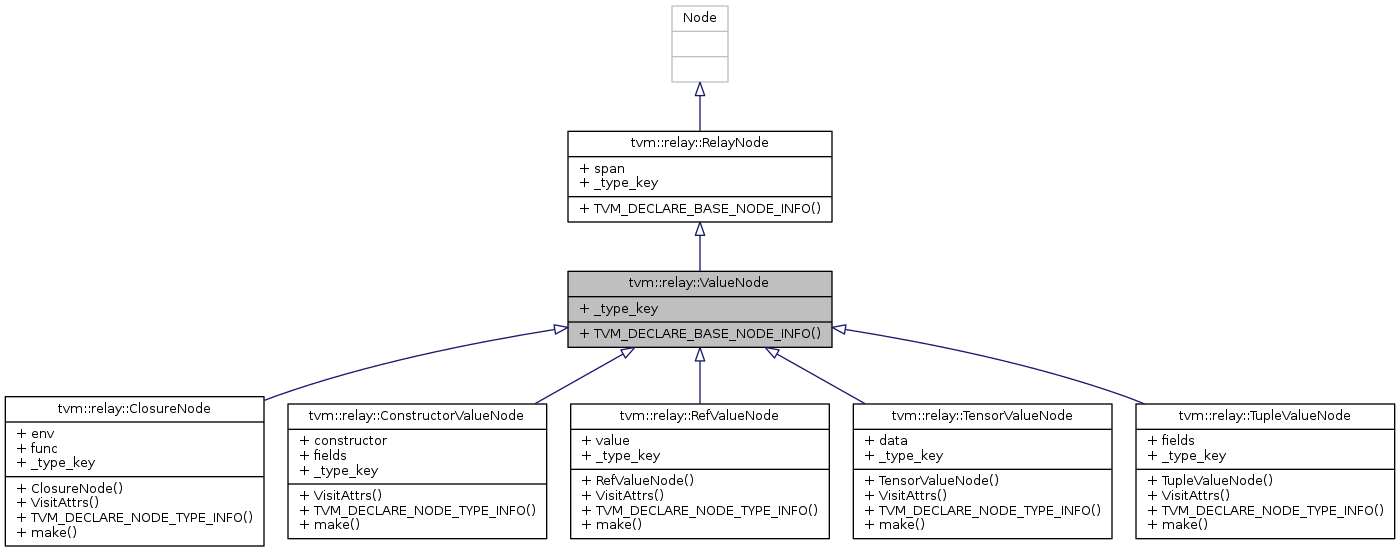 Node
tvm::relay::RelayNode
+ span
+ _type_key
+ TVM_DECLARE_BASE_NODE_INFO()
tvm::relay::ValueNode
+ _type_key
+ TVM_DECLARE_BASE_NODE_INFO()
tvm::relay::ClosureNode
+ env
+ func
+ _type_key
+ ClosureNode()
+ VisitAttrs()
+ TVM_DECLARE_NODE_TYPE_INFO()
+ make()
tvm::relay::ConstructorValueNode
+ constructor
+ fields
+ _type_key
+ VisitAttrs()
+ TVM_DECLARE_NODE_TYPE_INFO()
+ make()
tvm::relay::RefValueNode
+ value
+ _type_key
+ RefValueNode()
+ VisitAttrs()
+ TVM_DECLARE_NODE_TYPE_INFO()
+ make()
tvm::relay::TensorValueNode
+ data
+ _type_key
+ TensorValueNode()
+ VisitAttrs()
+ TVM_DECLARE_NODE_TYPE_INFO()
+ make()
tvm::relay::TupleValueNode
+ fields
+ _type_key
+ TupleValueNode()
+ VisitAttrs()
+ TVM_DECLARE_NODE_TYPE_INFO()
+ make()